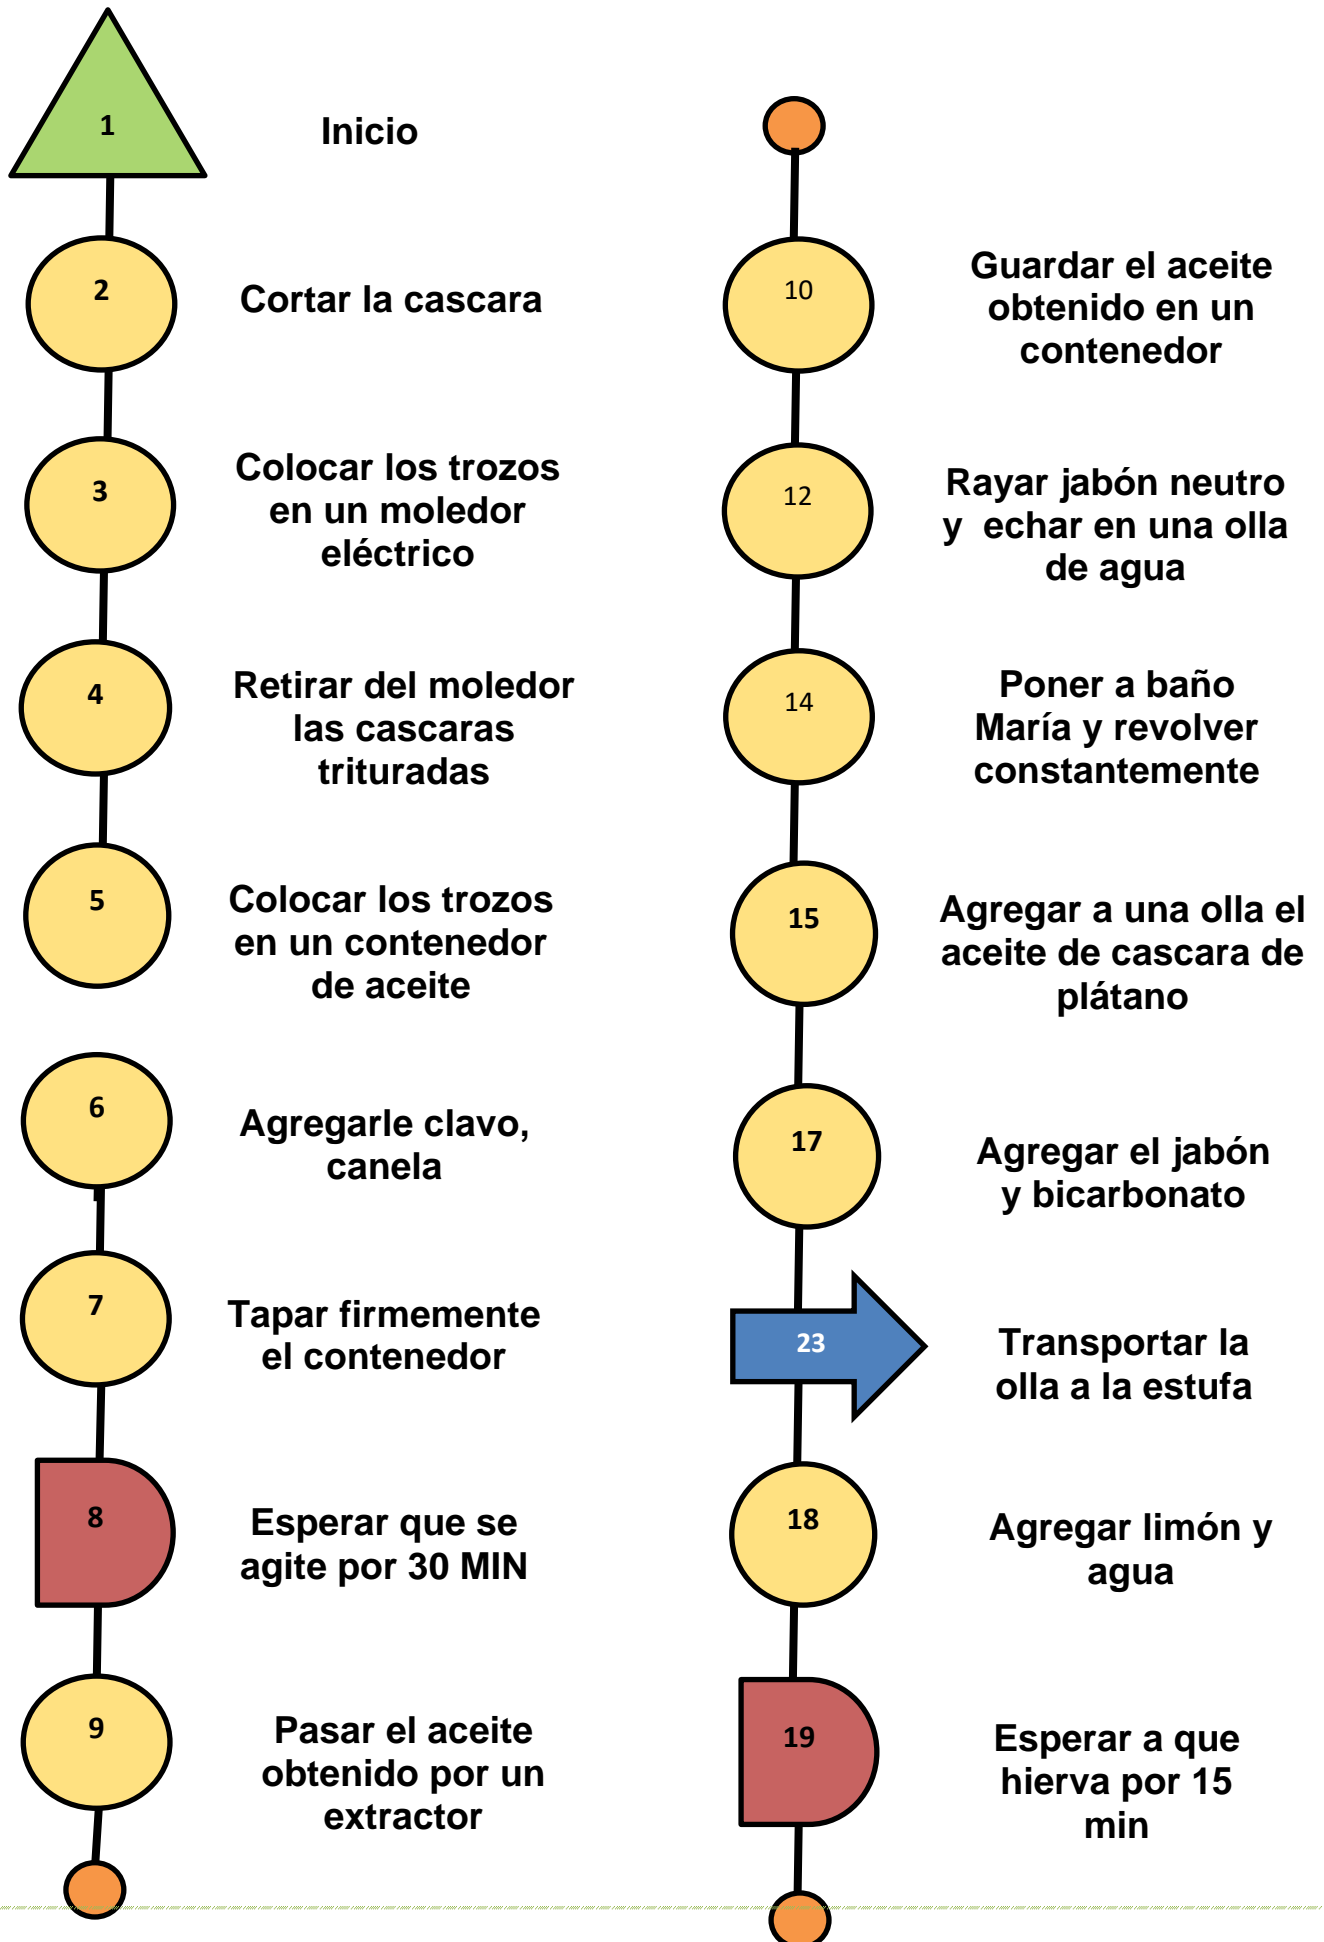 1
Inicio
2
Cortar la cascara
3
Colocar los trozos
en un moledor
eléctrico
4
Retirar del moledor
las cascaras
trituradas
5
Colocar los trozos
en un contenedor
de aceite
6
Agregarle clavo,
canela
7
Tapar firmemente
el contenedor
8
Esperar que se
agite por 30 MIN
9
Pasar el aceite
obtenido por un
extractor
10
Guardar el aceite
obtenido en un
contenedor
12
Rayar jabón neutro
y echar en una olla
de agua
14
Poner a baño
María y revolver
constantemente
15
Agregar a una olla el
aceite de cascara de
plátano
17
Agregar el jabón
y bicarbonato
23
Transportar la
olla a la estufa
18
Agregar limón y
agua
19
Esperar a que
hierva por 15
min